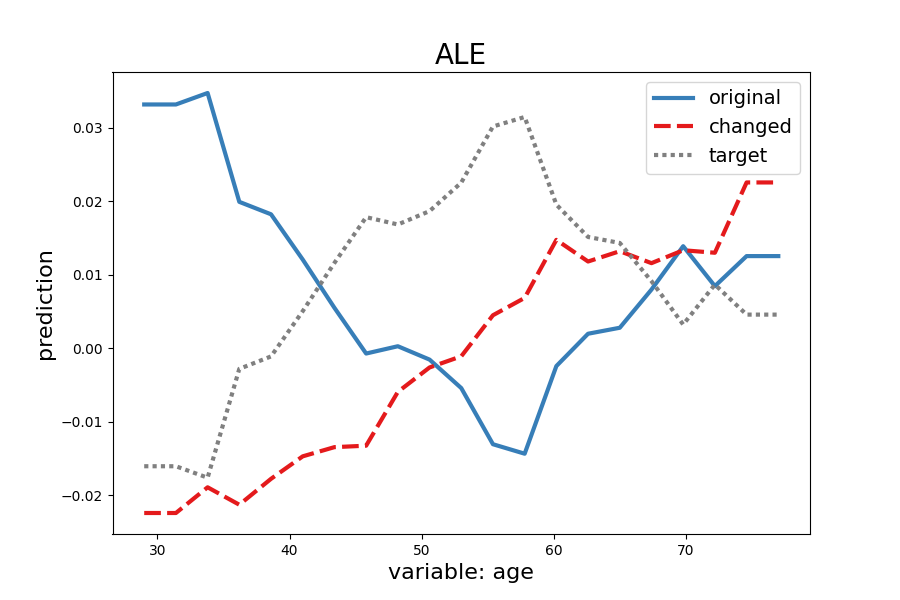 ALE
original
changed
target
0.03
0.02
0.01
0.00
−0.01
−0.02
prediction
30 40 50 60 70
variable: age